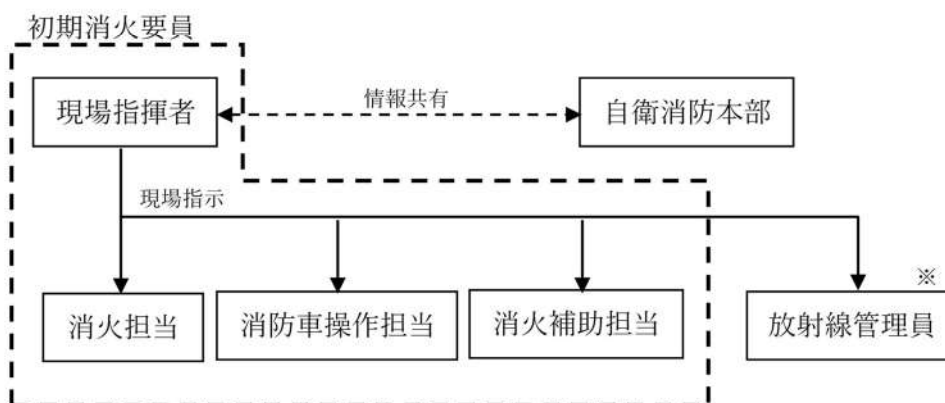 初期消火要員
現場指揮者
情報共有
自衛消防本部
現場指示
※
消火担当
消防車操作担当
消火補助担当
放射線管理員